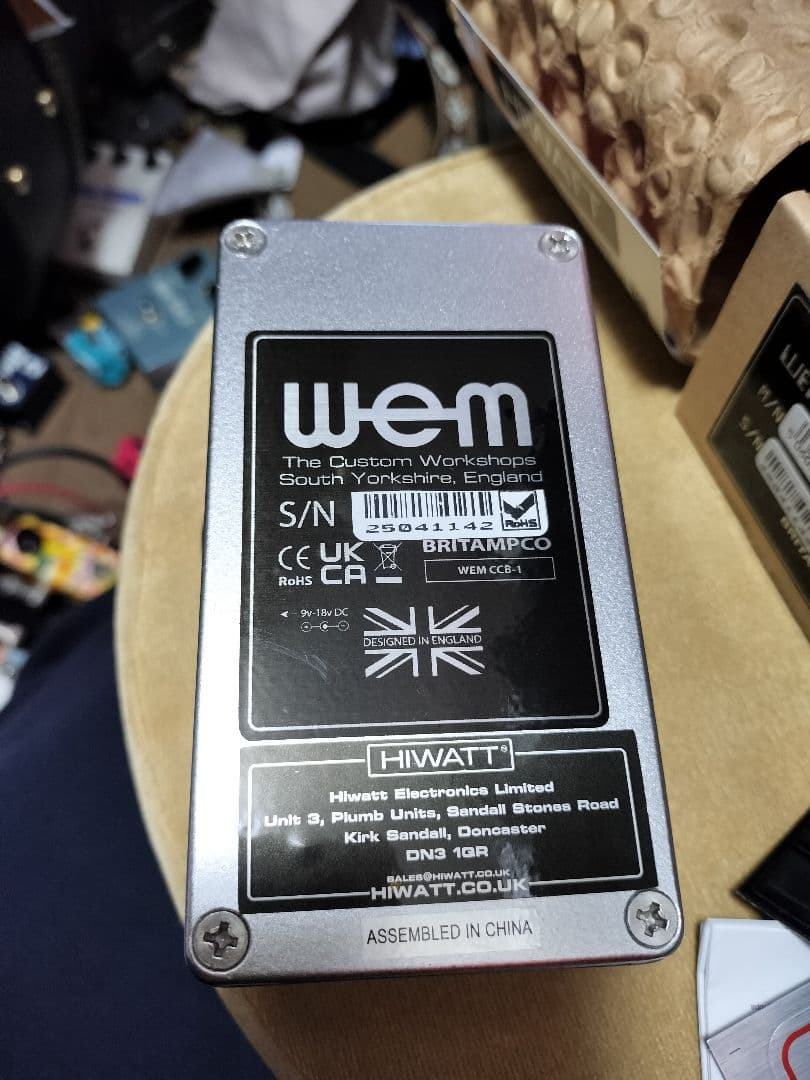 wem
The Custom Workshops
South Yorkshire, England
S/N
25041142
RoHS
CE
RoHS
UK
CA
BRITAMPCO
WEM CCB-1
9v-18v DC
DESIGNED IN ENGLAND
HIWATT®
Hiwatt Electronics Limited
Unit 3, Plumb Units, Sandall Stones Road
Kirk Sandall, Doncaster
DN3 1QR
SALES@HIWATT.CO.UK
HIWATT.CO.UK
ASSEMBLED IN CHINA